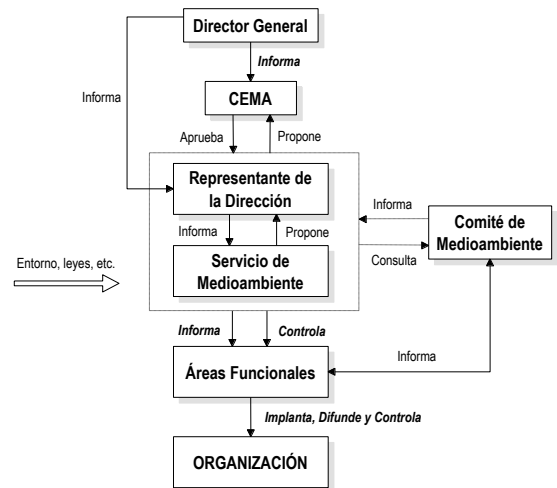 Director General
Informa
Informa
CEMA
Aprueba
Propone
Representante de
la Dirección
Informa
Propone
Servicio de
Medioambiente
Informa
Consulta
Comité de
Medioambiente
Entorno, leyes, etc.
Informa
Controla
Áreas Funcionales
Informa
Implanta, Difunde y Controla
ORGANIZACIÓN